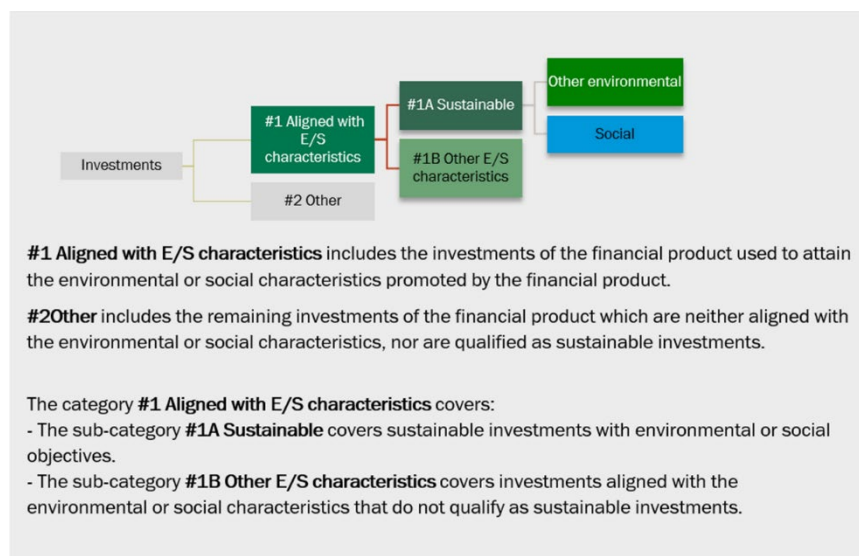 Other environmental
#1A Sustainable
#1 Aligned with
E/S
characteristics
Social
#1B Other E/S
characteristics
Investments
#2 Other
#1 Aligned with E/S characteristics includes the investments of the financial product used to attain
the environmental or social characteristics promoted by the financial product.
#2Other includes the remaining investments of the financial product which are neither aligned with
the environmental or social characteristics, nor are qualified as sustainable investments.
The category #1 Aligned with E/S characteristics covers:
- The sub-category #1A Sustainable covers sustainable investments with environmental or social
objectives.
- The sub-category #1B Other E/S characteristics covers investments aligned with the
environmental or social characteristics that do not qualify as sustainable investments.